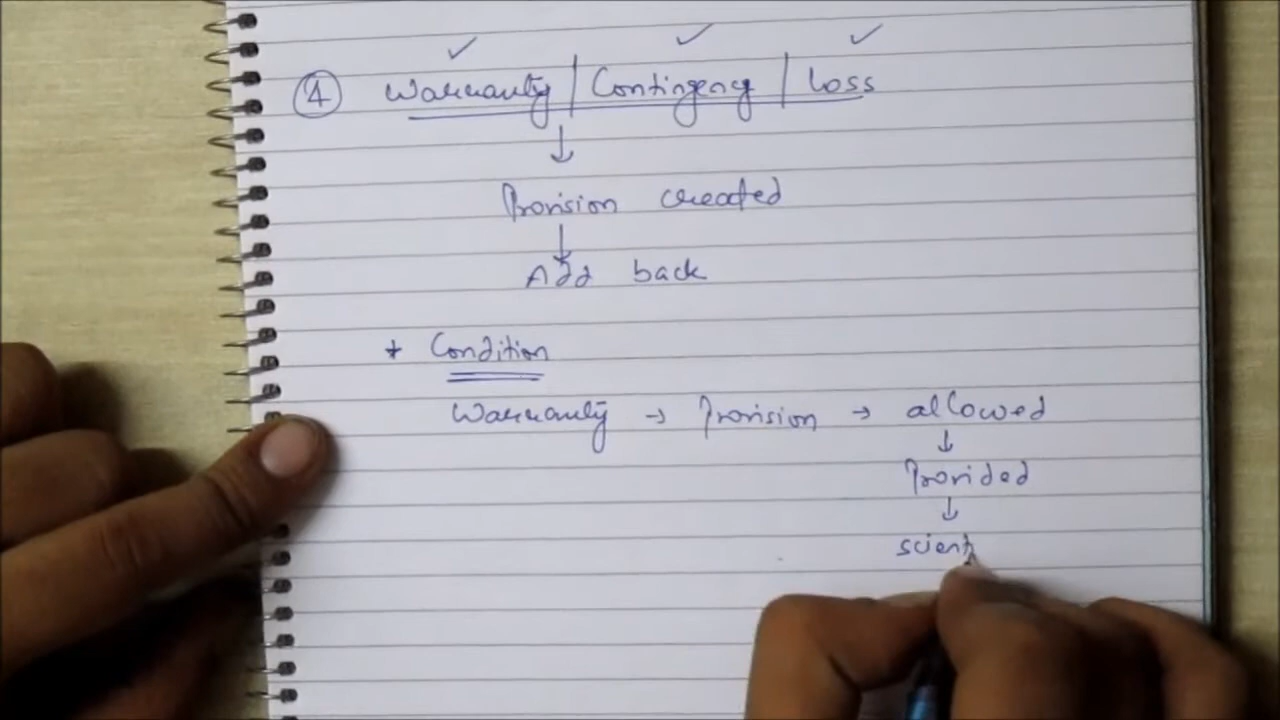 ④ Warranty | Contingency | Loss
Provision created
Add back
* Condition
Warranty → Provision → allowed
Provided
scient